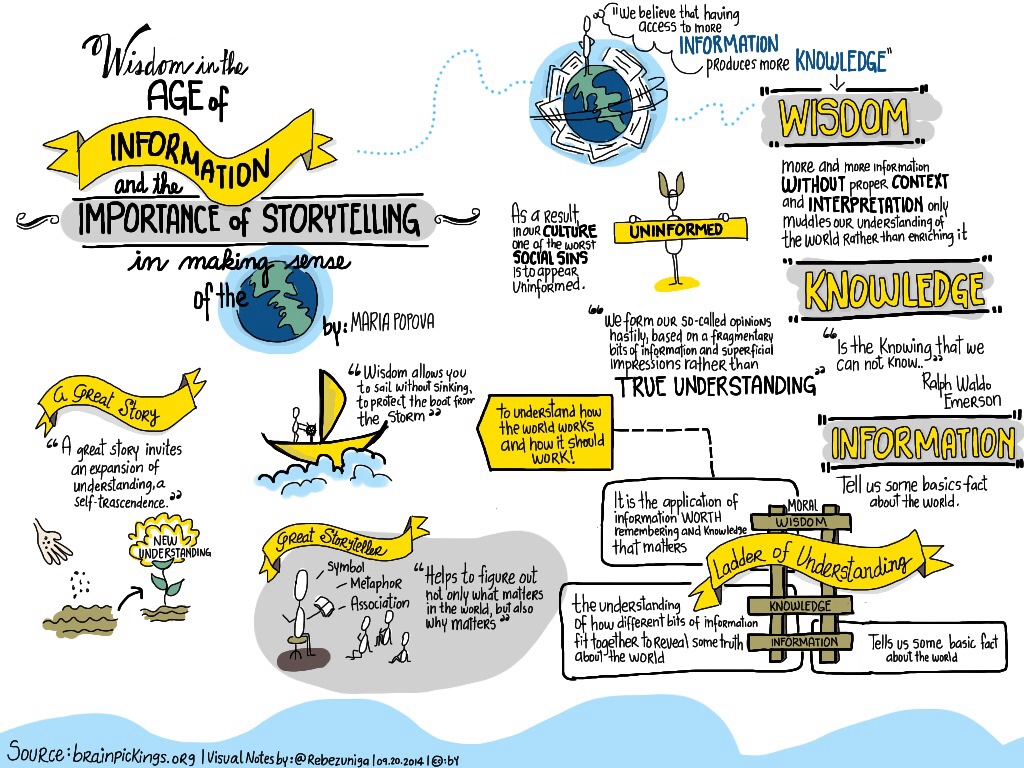 Wisdom in the
AGE of
INFORMATION
and the
IMPORTANCE of STORYTELLING
in making sense
of the
by: MARIA POPOVA
"We believe that having
access to more
INFORMATION
produces more KNOWLEDGE"
"WISDOM"
more and more information
WITHOUT proper CONTEXT
and INTERPRETATION only
muddles our understanding of
the world rather than enriching it
As a result,
in our CULTURE
one of the worst
SOCIAL SINS
is to appear
Uninformed.
UNINFORMED
"We form our so-called opinions
hastily, based on a fragmentary
bits of information and superficial
impressions rather than
TRUE UNDERSTANDING"
"KNOWLEDGE"
"Is the Knowing that we
can not know.."
Ralph Waldo
Emerson
"INFORMATION"
Tell us some basics fact
about the world.
A Great Story
"A great story invites
an expansion of
understanding, a
self-trascendence."
NEW
UNDERSTANDING
"Wisdom allows you
to sail without sinking,
to protect the boat from
the Storm"
Great Storyteller
Symbol
Metaphor
Association
"Helps to figure out
not only what matters
in the world, but also
why matters"
to understand how
the world works
and how it should
WORK!
It is the application of
information WORTH
remembering and Knowledge
that matters
MORAL
WISDOM
Ladder of Understanding
KNOWLEDGE
INFORMATION
the understanding
of how different bits of information
fit together to Reveal some truth
about the world
Tells us some basic fact
about the world
Source: brainpickings.org | Visual Notes by: @Rebezuniga | 09.20.2014 | cc: BY